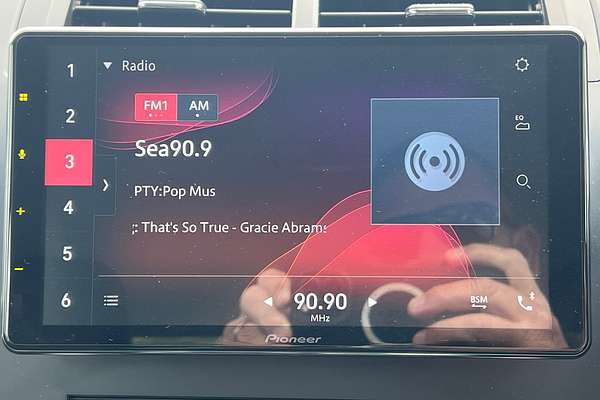 1
2
3
4
5
6
Radio
FM1 AM
Sea90.9
PTY:Pop Mus
: That's So True - Gracie Abrams
EQ
90.90
MHz
BSM
Pioneer